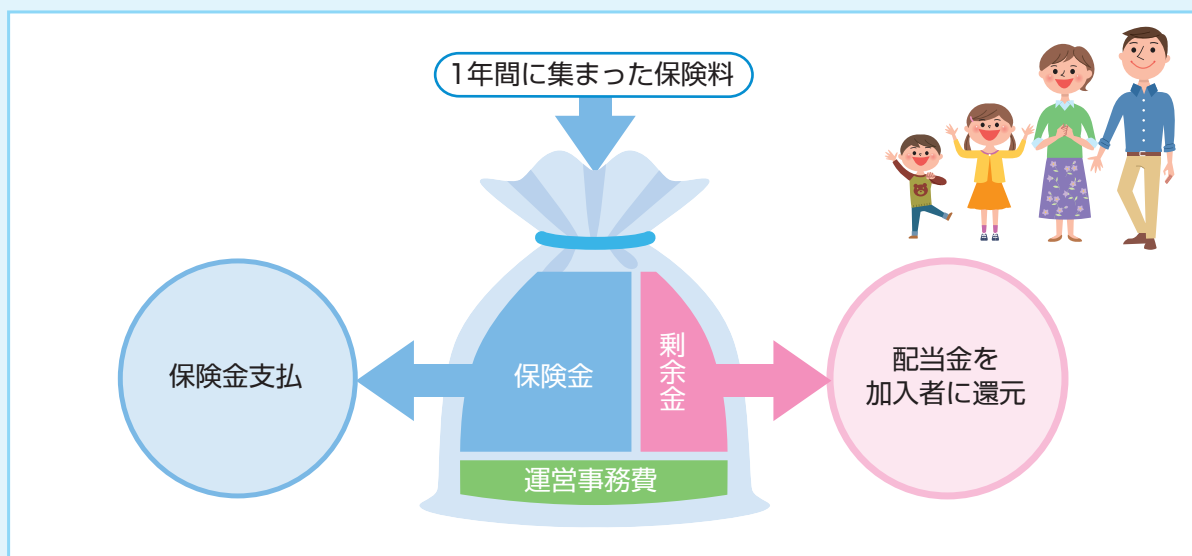 1年間に集まった保険料
保険金支払
保険金
剰余金
配当金を
加入者に還元
運営事務費